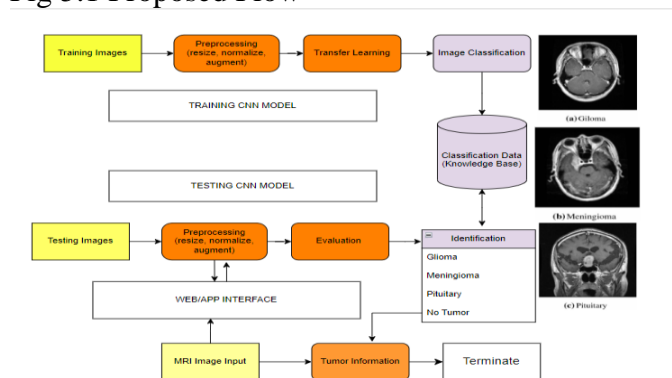 Fig 3.1 Proposed Flow
Training Images
Preprocessing
(resize, normalize,
augment)
Transfer Learning
Image Classification
(a) Giloma
TRAINING CNN MODEL
Classification Data
(Knowledge Base)
TESTING CNN MODEL
(b) Meningioma
Testing Images
Preprocessing
(resize, normalize,
augment)
Evaluation
Identification
Glioma
Meningioma
Pituitary
No Tumor
(c) Pituitary
WEB/APP INTERFACE
MRI Image Input
Tumor Information
Terminate